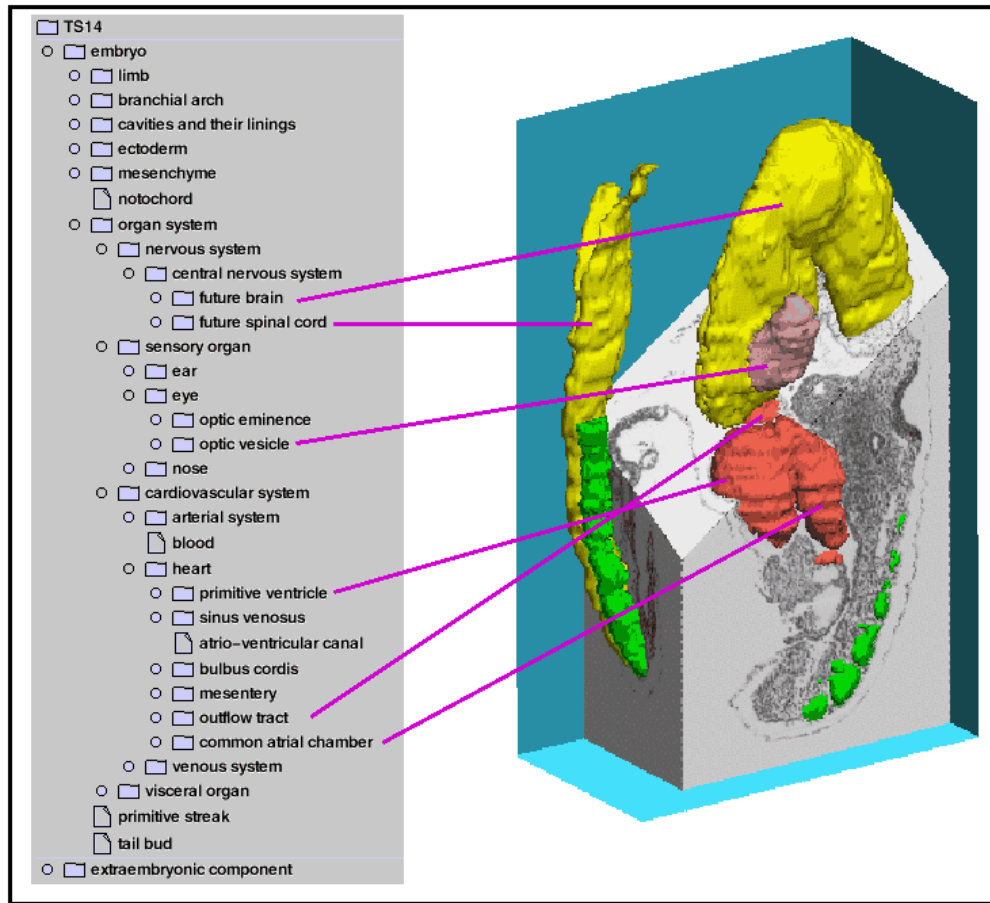 TS14
embryo
limb
branchial arch
cavities and their linings
ectoderm
mesenchyme
notochord
organ system
nervous system
central nervous system
future brain
future spinal cord
sensory organ
ear
eye
optic eminence
optic vesicle
nose
cardiovascular system
arterial system
blood
heart
primitive ventricle
sinus venosus
atrio-ventricular canal
bulbus cordis
mesentery
outflow tract
common atrial chamber
venous system
visceral organ
primitive streak
tail bud
extraembryonic component